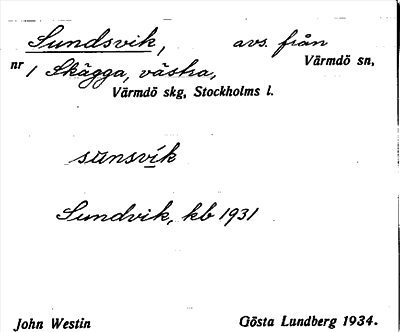 Sundsvik, avs. från
nr 1 Skägga, västra, Värmdö sn,
Värmdö skg, Stockholms l.
sunsvik
Sundvik, kb 1931
John Westin Gösta Lundberg 1934.